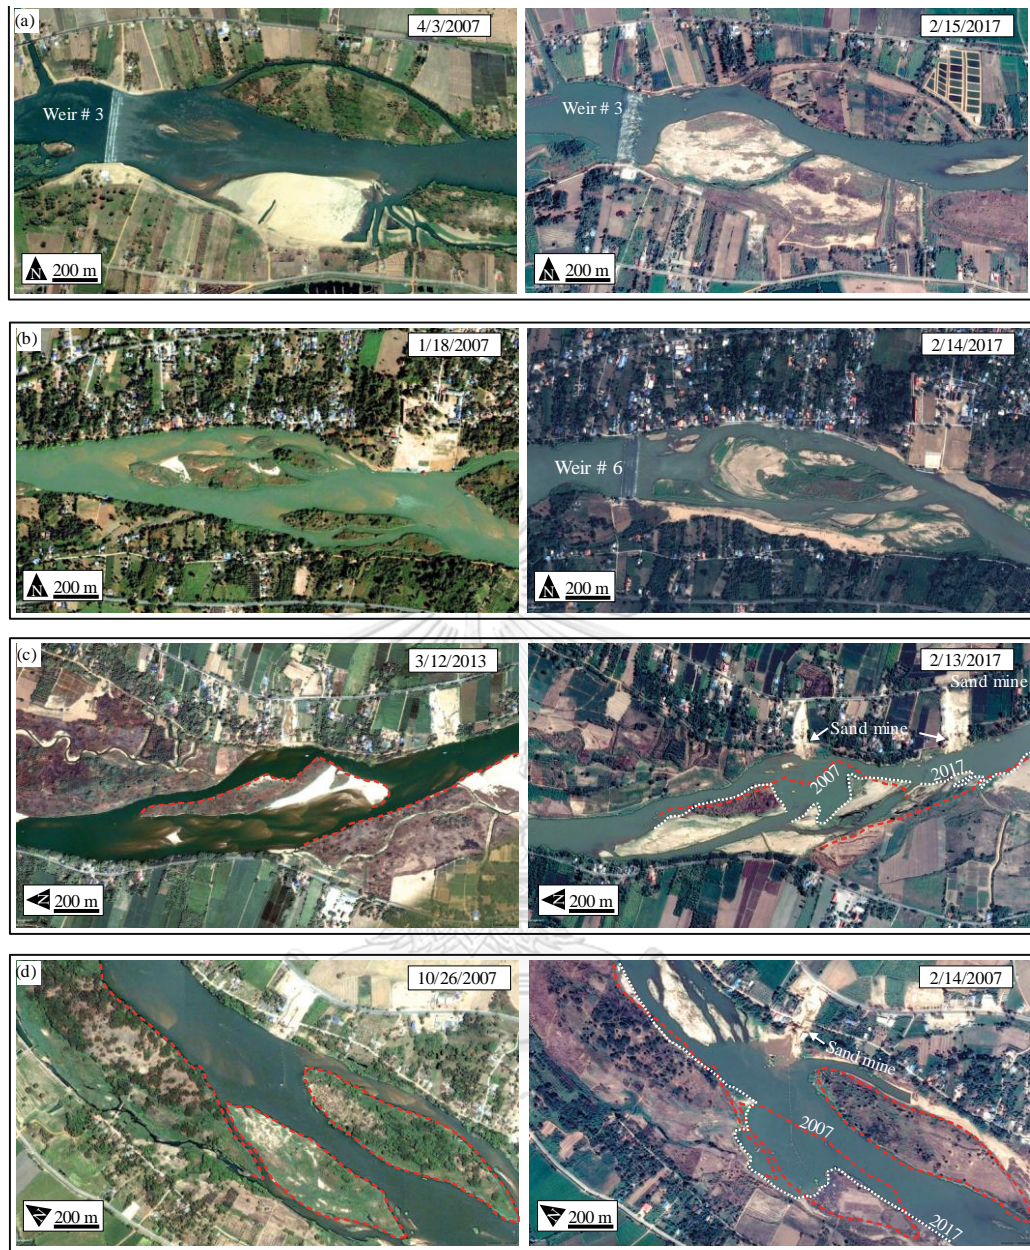 (a)
4/3/2007
2/15/2017
Weir # 3
Weir # 3
N
200 m
N
200 m
(b)
1/18/2007
2/14/2017
Weir # 6
N
200 m
N
200 m
(c)
3/12/2013
2/13/2017
Sand mine
Sand mine
2007
2017
N
200 m
N
200 m
(d)
10/26/2007
2/14/2007
Sand mine
2007
2017
N
200 m
N
200 m